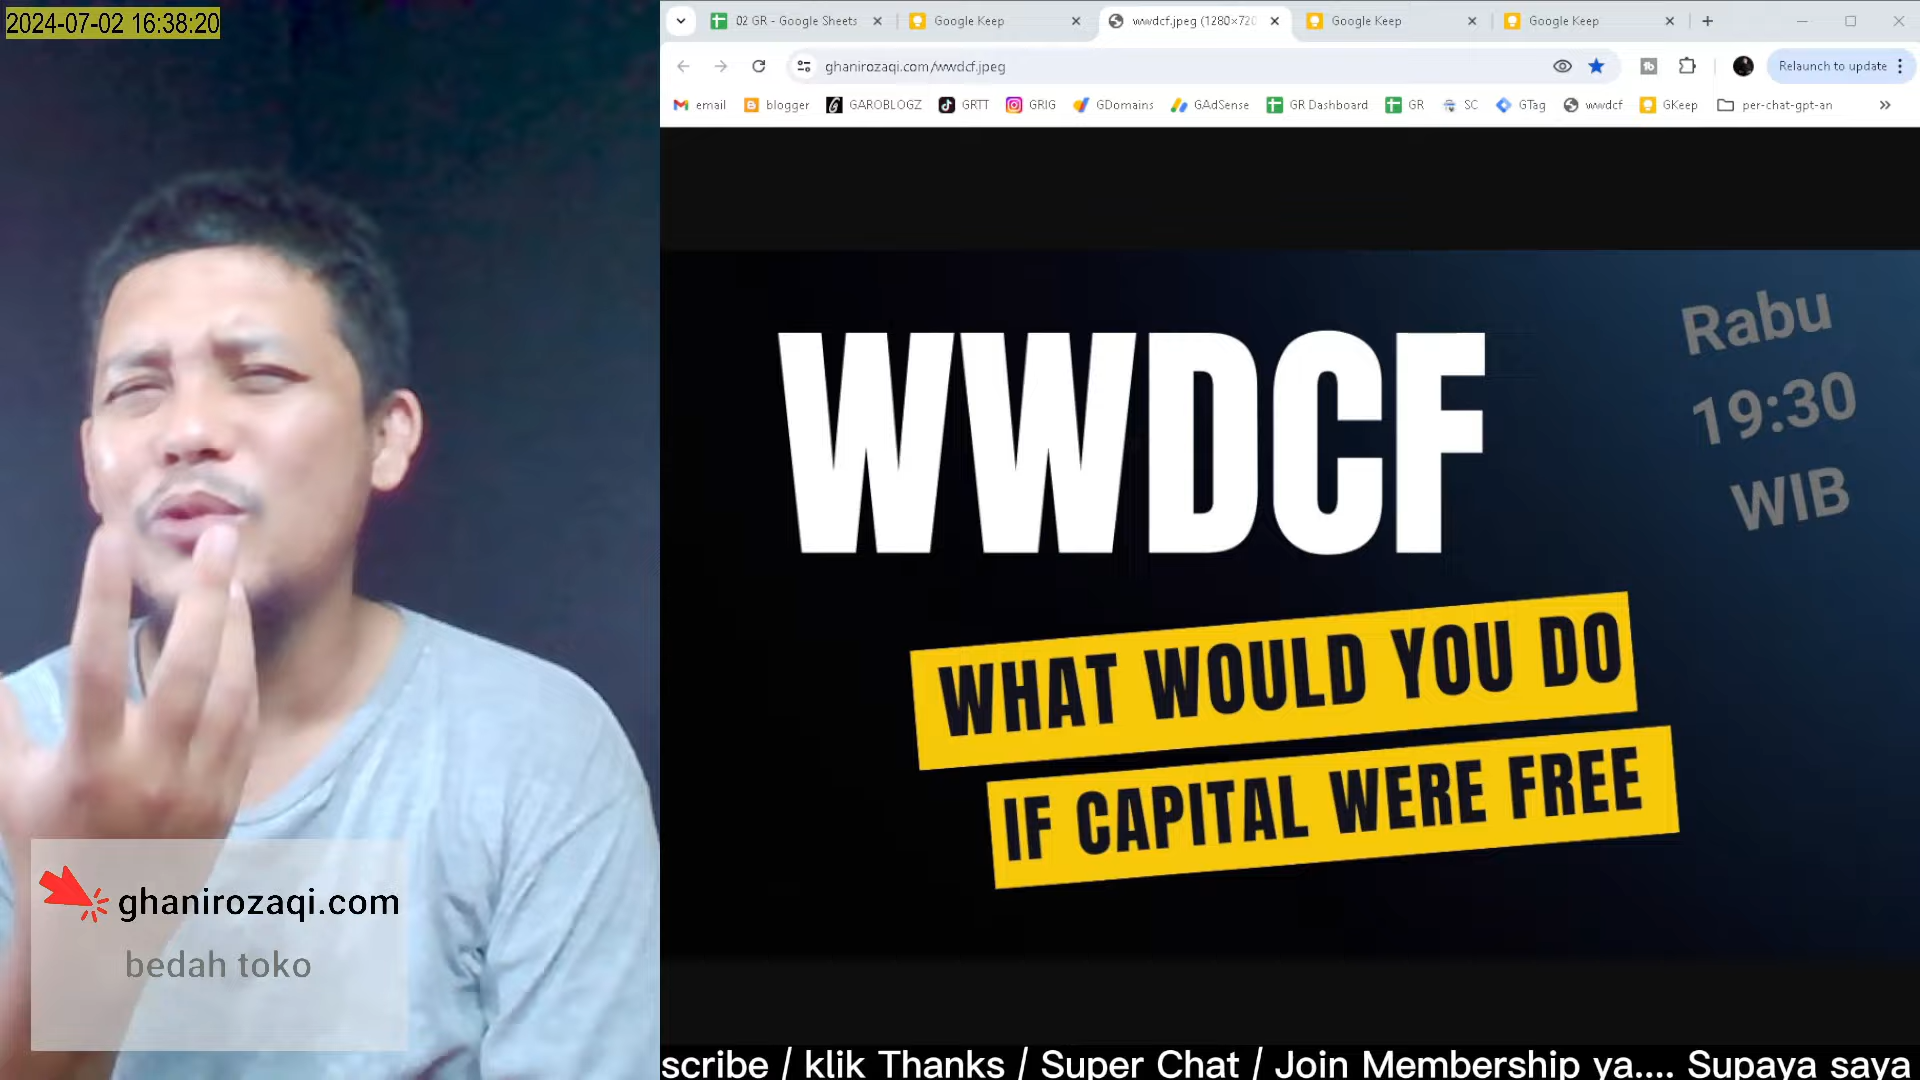 2024-07-02 16:38:20
02 GR - Google Sheets
Google Keep
wwdcf.jpeg (1280×720
Google Keep
Google Keep
ghanirozaqi.com/wwdcf.jpeg
Relaunch to update
email
blogger
GAROBLOGZ
GRTT
GRIG
GDomains
GAdSense
GR Dashboard
GR
SC
GTag
wwdcf
GKeep
per-chat-gpt-an
WWDCF
Rabu
19:30
WIB
WHAT WOULD YOU DO
IF CAPITAL WERE FREE
ghanirozaqi.com
bedah toko
scribe / klik Thanks / Super Chat / Join Membership ya.... Supaya saya